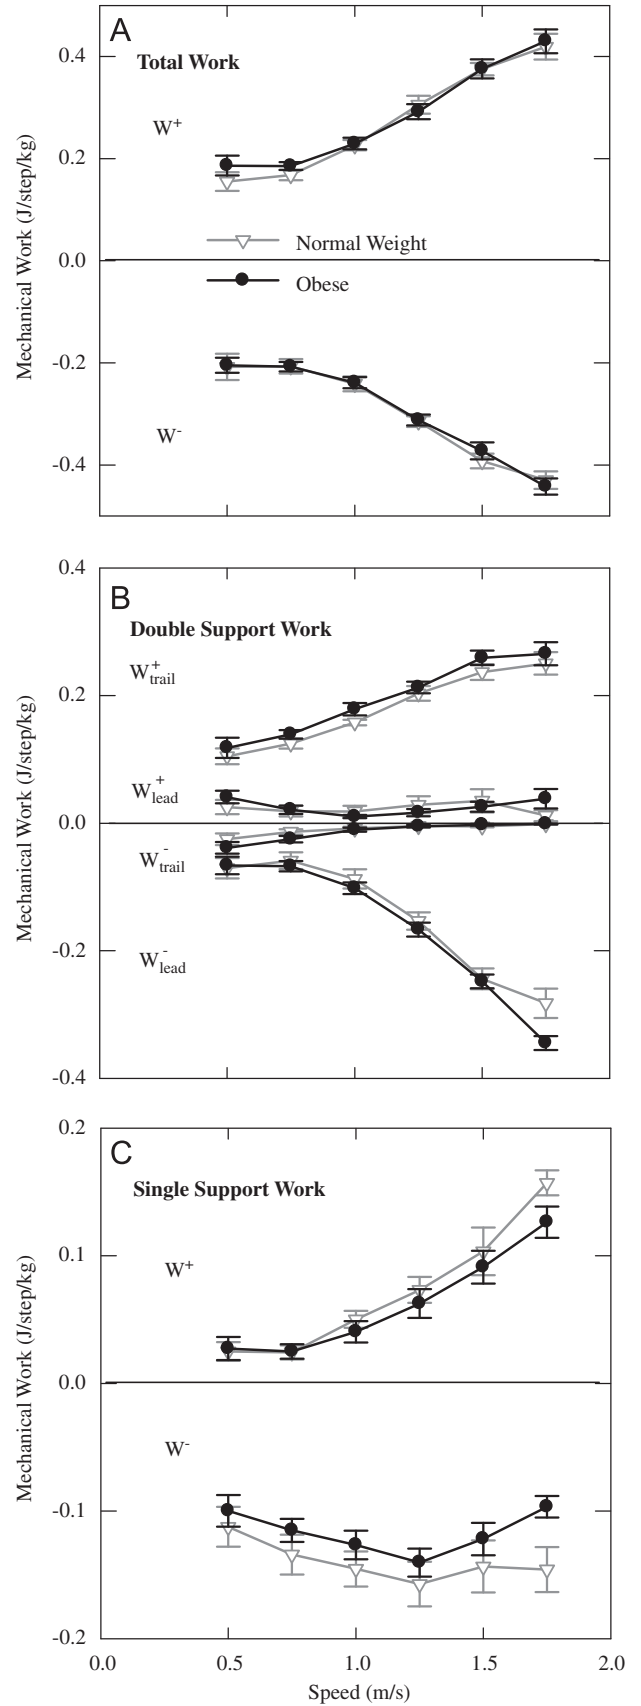 A
Total Work
W+
Normal Weight
Obese
W-
0.4
0.2
0.0
-0.2
-0.4
Mechanical Work (J/step/kg)
B
Double Support Work
W+trail
W+lead
W-trail
W-lead
0.4
0.2
0.0
-0.2
-0.4
Mechanical Work (J/step/kg)
C
Single Support Work
W+
W-
0.2
0.1
0.0
-0.1
-0.2
Mechanical Work (J/step/kg)
0.0 0.5 1.0 1.5 2.0
Speed (m/s)